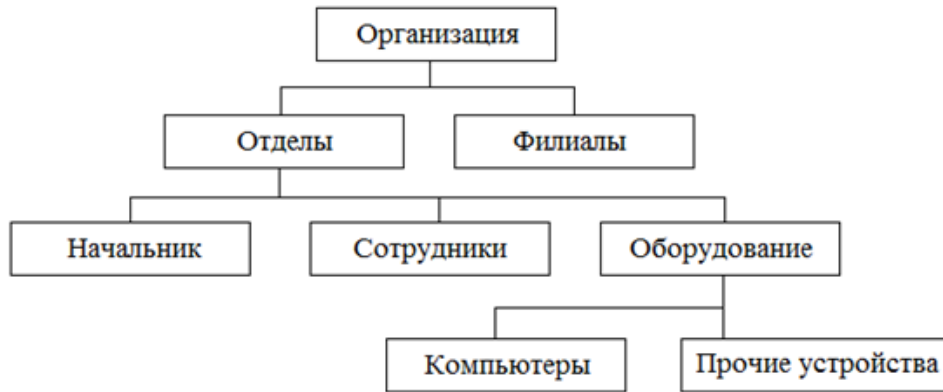 Организация
Отделы
Филиалы
Начальник
Сотрудники
Оборудование
Компьютеры
Прочие устройства